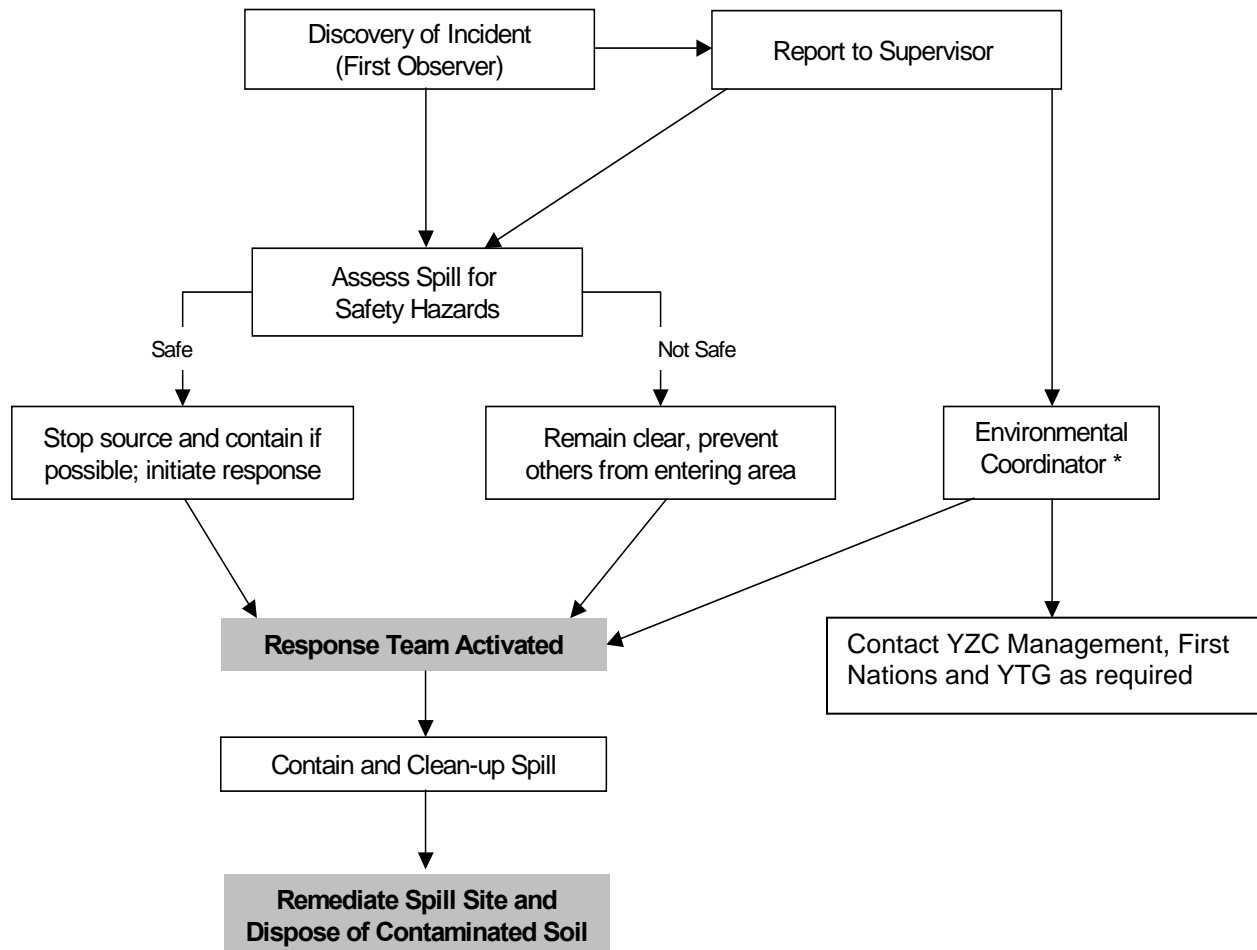 Discovery of Incident
(First Observer)
Report to Supervisor
Assess Spill for
Safety Hazards
Safe
Not Safe
Stop source and contain if
possible; initiate response
Remain clear, prevent
others from entering area
Environmental
Coordinator *
Response Team Activated
Contact YZC Management, First
Nations and YTG as required
Contain and Clean-up Spill
Remediate Spill Site and
Dispose of Contaminated Soil